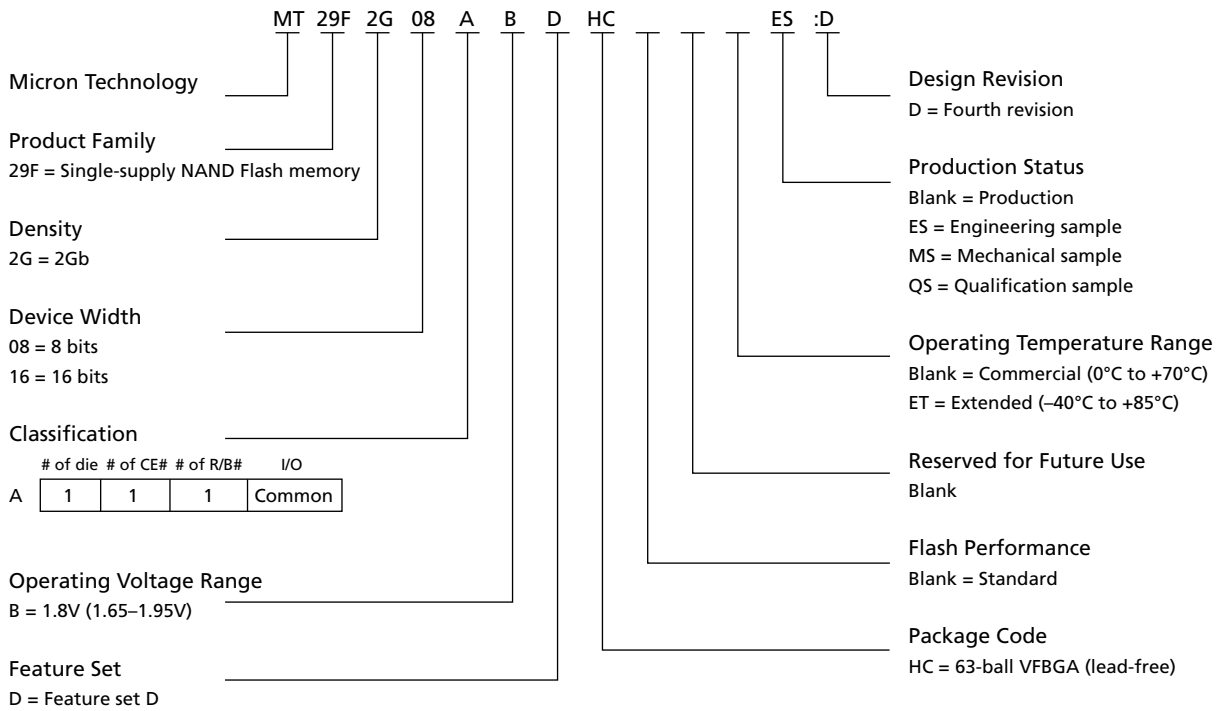 MT 29F 2G 08 A B D HC ES :D
Micron Technology
Product Family
29F = Single-supply NAND Flash memory
Density
2G = 2Gb
Device Width
08 = 8 bits
16 = 16 bits
Classification
# of die # of CE# # of R/B# I/O
A 1 1 1 Common
Operating Voltage Range
B = 1.8V (1.65–1.95V)
Feature Set
D = Feature set D
Design Revision
D = Fourth revision
Production Status
Blank = Production
ES = Engineering sample
MS = Mechanical sample
QS = Qualification sample
Operating Temperature Range
Blank = Commercial (0°C to +70°C)
ET = Extended (–40°C to +85°C)
Reserved for Future Use
Blank
Flash Performance
Blank = Standard
Package Code
HC = 63-ball VFBGA (lead-free)